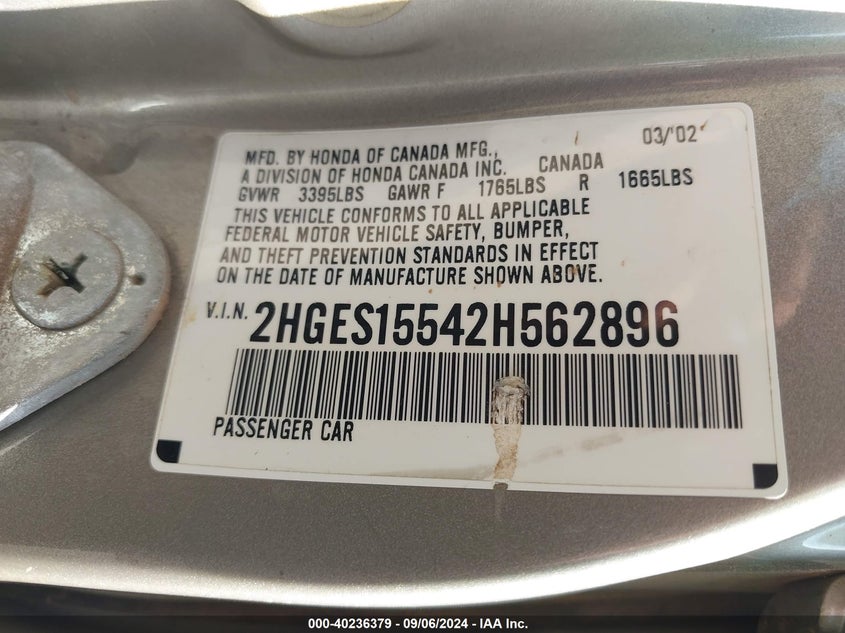 03/'02
MFD. BY HONDA OF CANADA MFG.,
A DIVISION OF HONDA CANADA INC. CANADA
GVWR 3395LBS GAWR F 1765LBS R 1665LBS
THIS VEHICLE CONFORMS TO ALL APPLICABLE
FEDERAL MOTOR VEHICLE SAFETY, BUMPER,
AND THEFT PREVENTION STANDARDS IN EFFECT
ON THE DATE OF MANUFACTURE SHOWN ABOVE.
V.I.N. 2HGES15542H562896
PASSENGER CAR
000-40236379 - 09/06/2024 - IAA Inc.